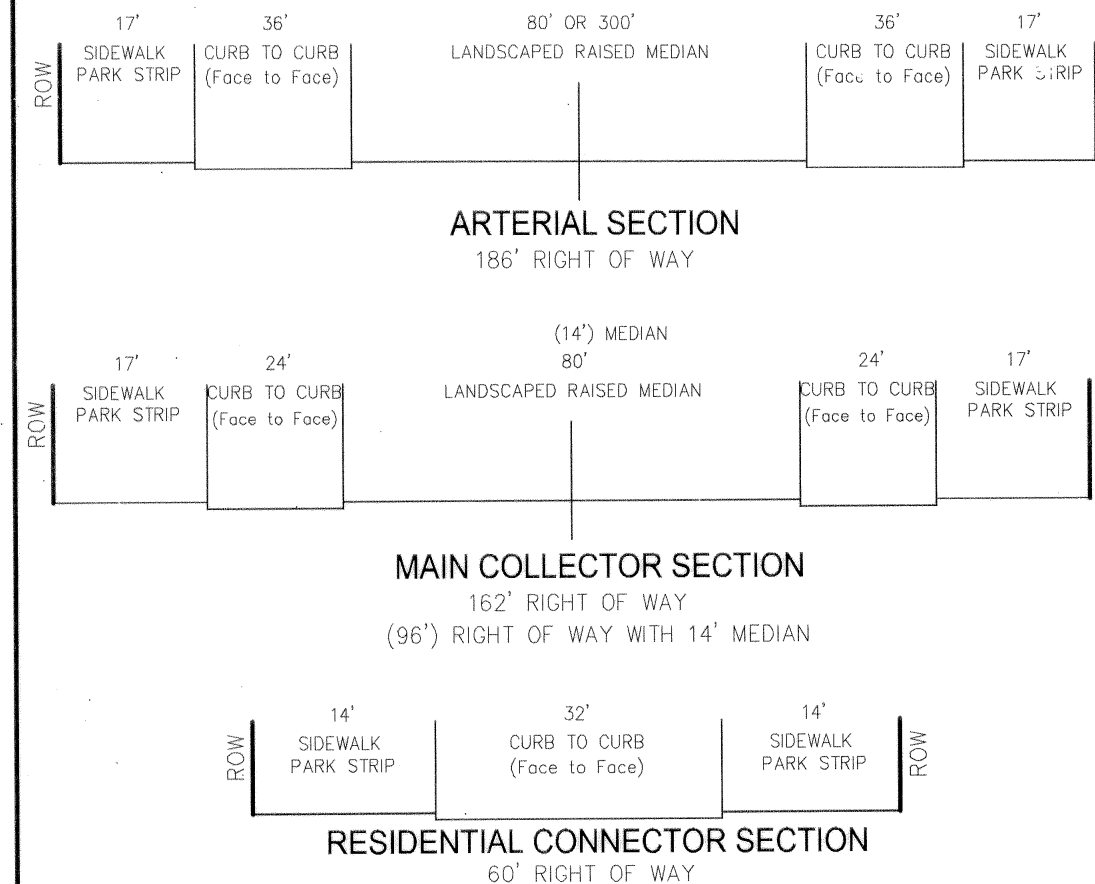 17' 36' 80' OR 300' 36' 17'
SIDEWALK CURB TO CURB LANDSCAPED RAISED MEDIAN CURB TO CURB SIDEWALK
PARK STRIP (Face to Face) (Face to Face) PARK STRIP
ROW
ARTERIAL SECTION
186' RIGHT OF WAY
(14') MEDIAN
17' 24' 80' 24' 17'
SIDEWALK CURB TO CURB LANDSCAPED RAISED MEDIAN CURB TO CURB SIDEWALK
PARK STRIP (Face to Face) (Face to Face) PARK STRIP
ROW
MAIN COLLECTOR SECTION
162' RIGHT OF WAY
(96') RIGHT OF WAY WITH 14' MEDIAN
14' 32' 14'
SIDEWALK CURB TO CURB SIDEWALK
PARK STRIP (Face to Face) PARK STRIP
ROW ROW
RESIDENTIAL CONNECTOR SECTION
60' RIGHT OF WAY